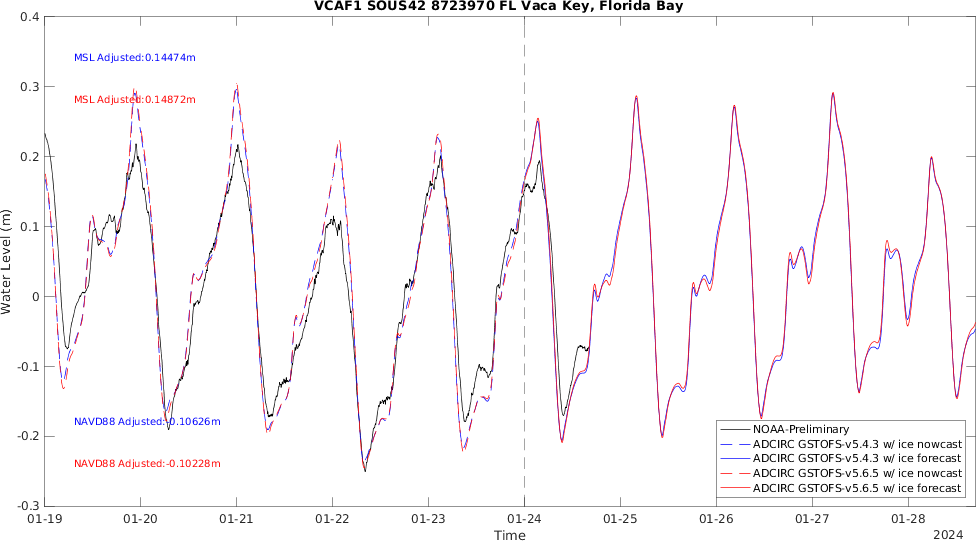 VCAF1 SOUS42 8723970 FL Vaca Key, Florida Bay
0.4
0.3
0.2
0.1
0
-0.1
-0.2
-0.3
Water Level (m)
MSL Adjusted:0.14474m
MSL Adjusted:0.14872m
NAVD88 Adjusted:-0.10626m
NAVD88 Adjusted:-0.10228m
NOAA-Preliminary
ADCIRC GSTOFS-v5.4.3 w/ ice nowcast
ADCIRC GSTOFS-v5.4.3 w/ ice forecast
ADCIRC GSTOFS-v5.6.5 w/ ice nowcast
ADCIRC GSTOFS-v5.6.5 w/ ice forecast
01-19 01-20 01-21 01-22 01-23 01-24 01-25 01-26 01-27 01-28
Time
2024